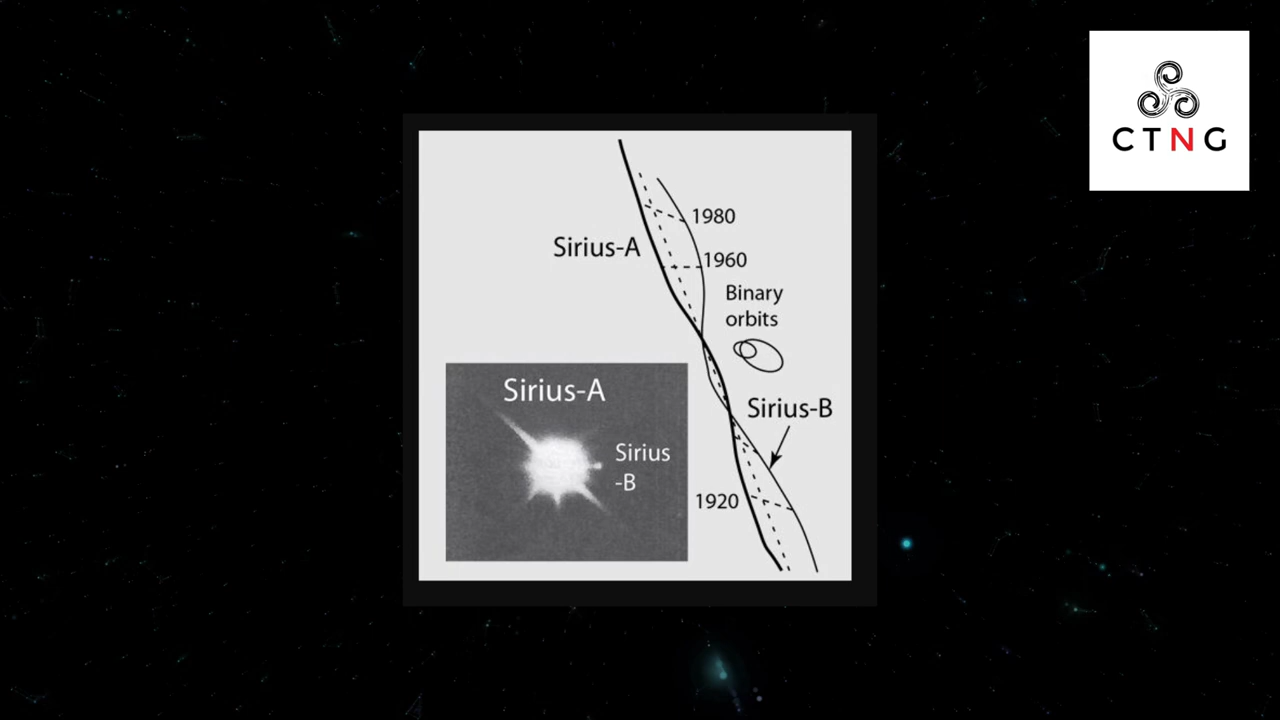 CTNG
1980
Sirius-A
1960
Binary
orbits
Sirius-A
Sirius-B
Sirius
-B
1920